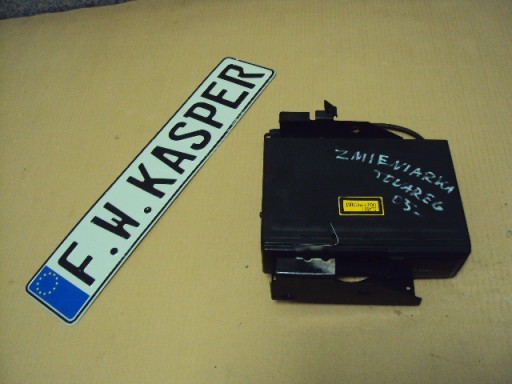 F.W.KASPER
ZMIENIARKA
TOUAREG
03-